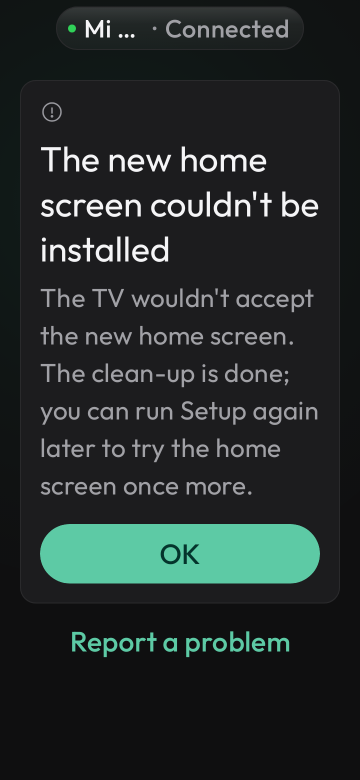 Mi ... · Connected
The new home
screen couldn't be
installed
The TV wouldn't accept
the new home screen.
The clean-up is done;
you can run Setup again
later to try the home
screen once more.
OK
Report a problem